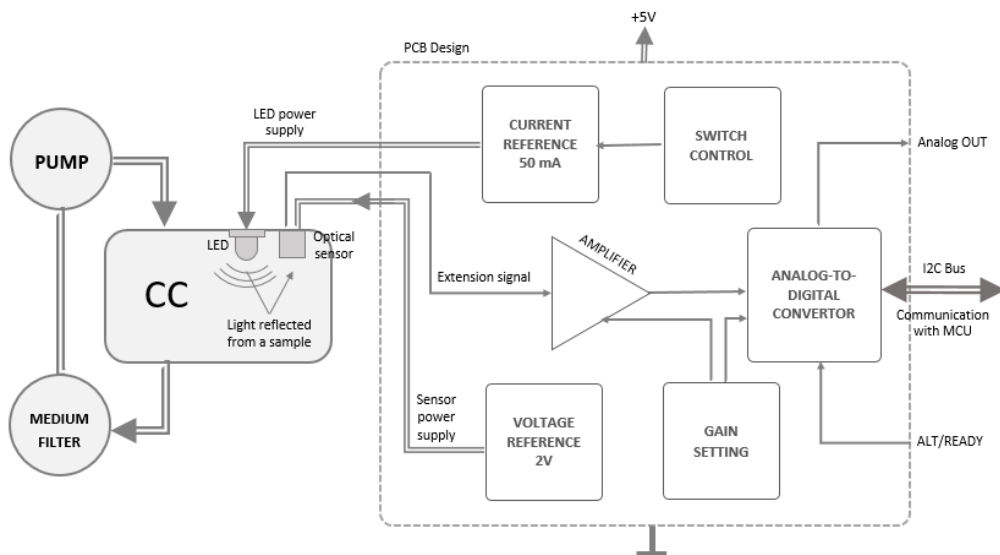 +5V
PCB Design
LED power
supply
CURRENT
REFERENCE
50 mA
SWITCH
CONTROL
Analog OUT
PUMP
LED
Optical
sensor
CC
Light reflected
from a sample
Extension signal
AMPLIFIER
ANALOG-TO-
DIGITAL
CONVERTOR
I2C Bus
Communication
with MCU
MEDIUM
FILTER
Sensor
power
supply
VOLTAGE
REFERENCE
2V
GAIN
SETTING
ALT/READY